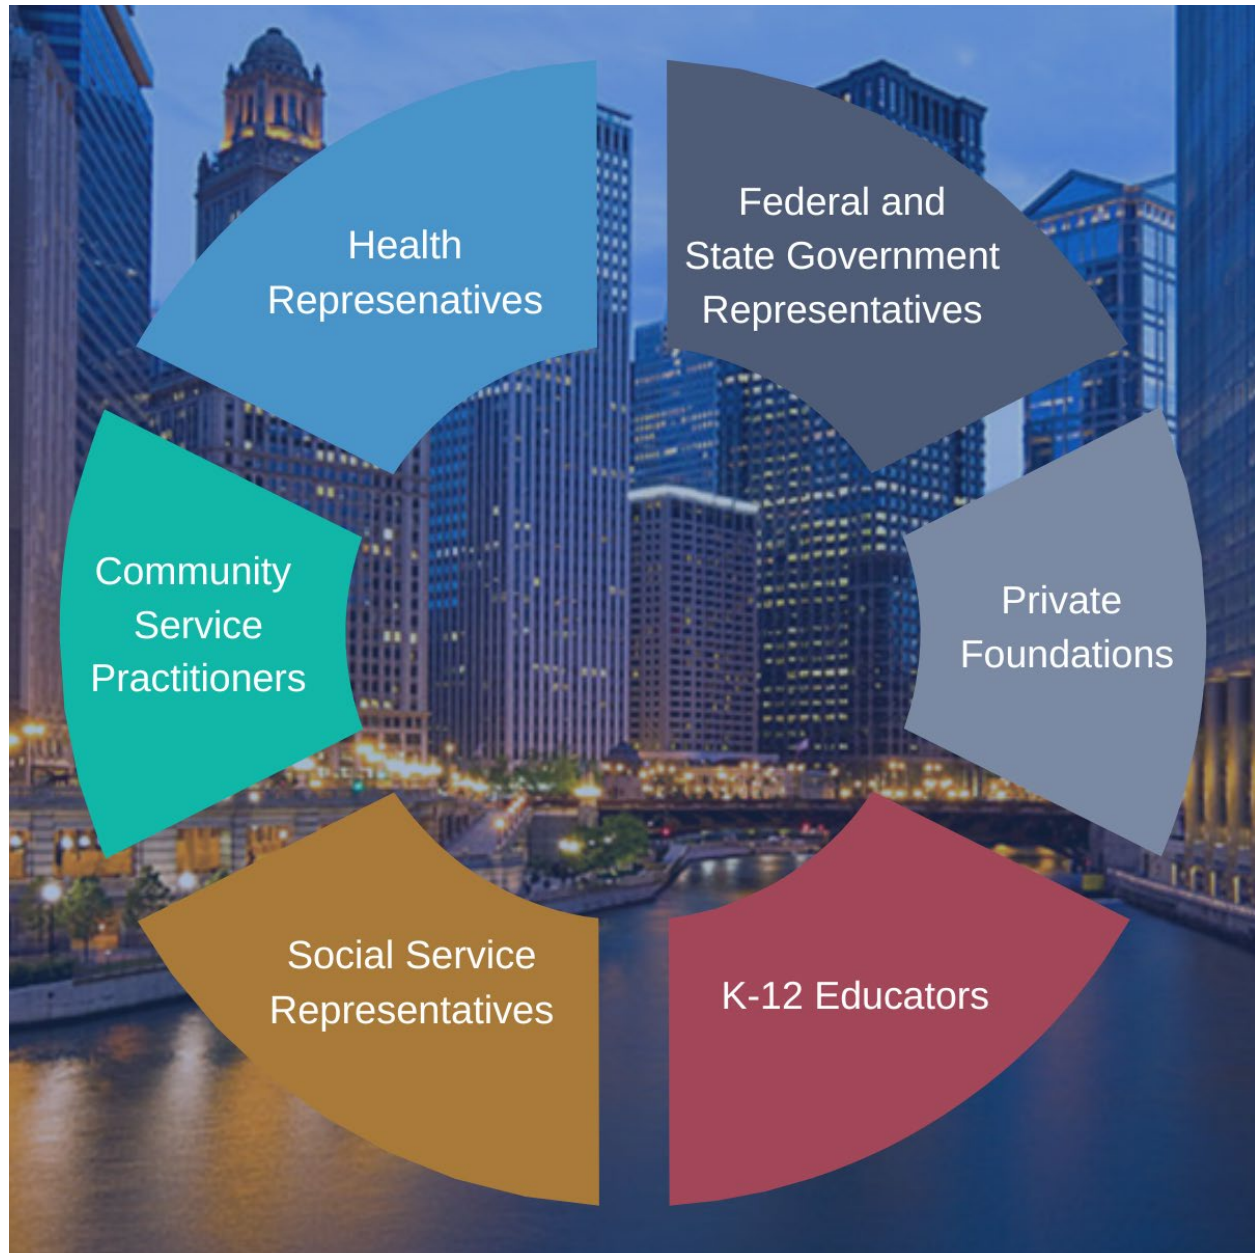 Health
Represenatives
Federal and
State Government
Representatives
Community
Service
Practitioners
Private
Foundations
Social Service
Representatives
K-12 Educators